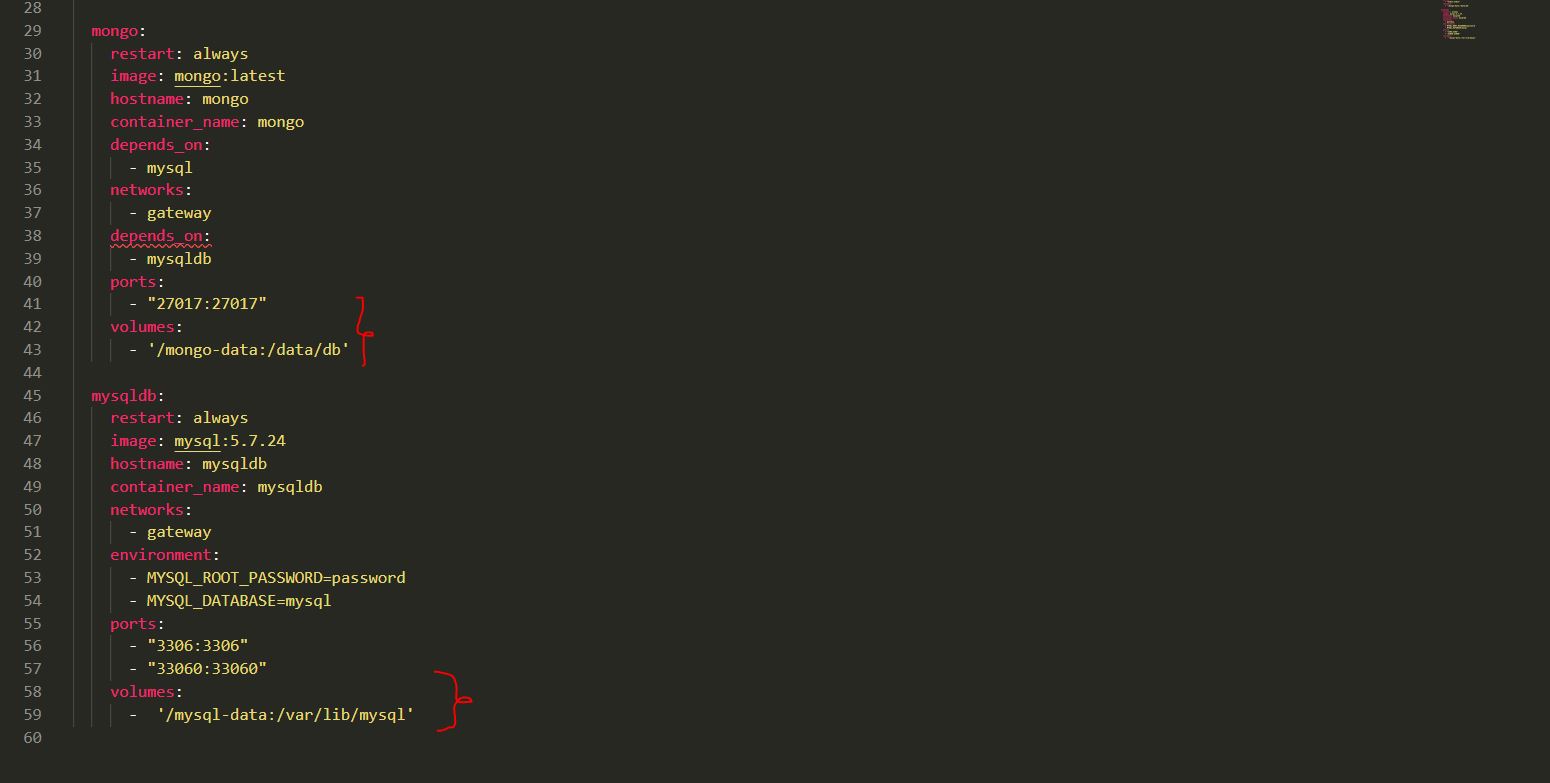 28
29 mongo:
30 restart: always
31 image: mongo:latest
32 hostname: mongo
33 container_name: mongo
34 depends_on:
35 - mysql
36 networks:
37 - gateway
38 depends_on:
39 - mysqldb
40 ports:
41 - "27017:27017"
42 volumes:
43 - '/mongo-data:/data/db'
44
45 mysqldb:
46 restart: always
47 image: mysql:5.7.24
48 hostname: mysqldb
49 container_name: mysqldb
50 networks:
51 - gateway
52 environment:
53 - MYSQL_ROOT_PASSWORD=password
54 - MYSQL_DATABASE=mysql
55 ports:
56 - "3306:3306"
57 - "33060:33060"
58 volumes:
59 -  '/mysql-data:/var/lib/mysql'
60